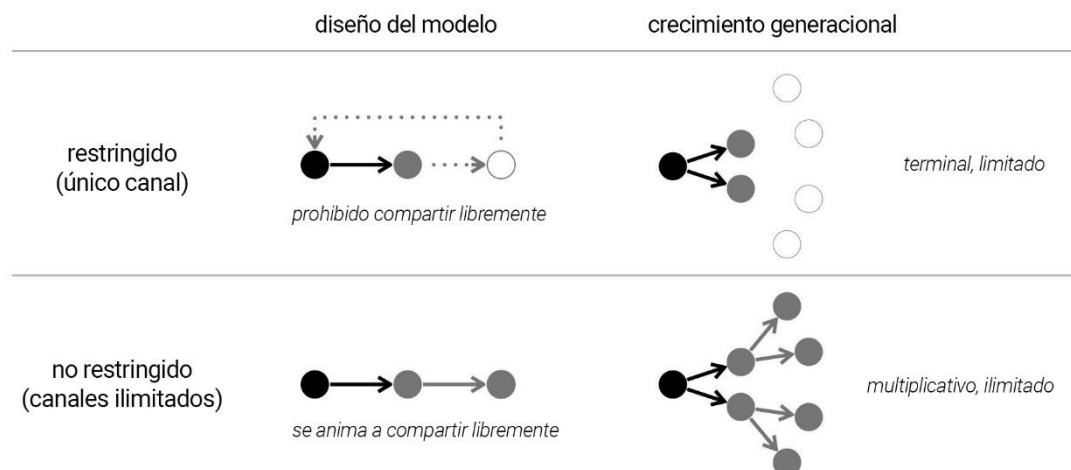 diseño del modelo
crecimiento generacional
restringido
(único canal)
prohibido compartir libremente
terminal, limitado
no restringido
(canales ilimitados)
se anima a compartir libremente
multiplicativo, ilimitado